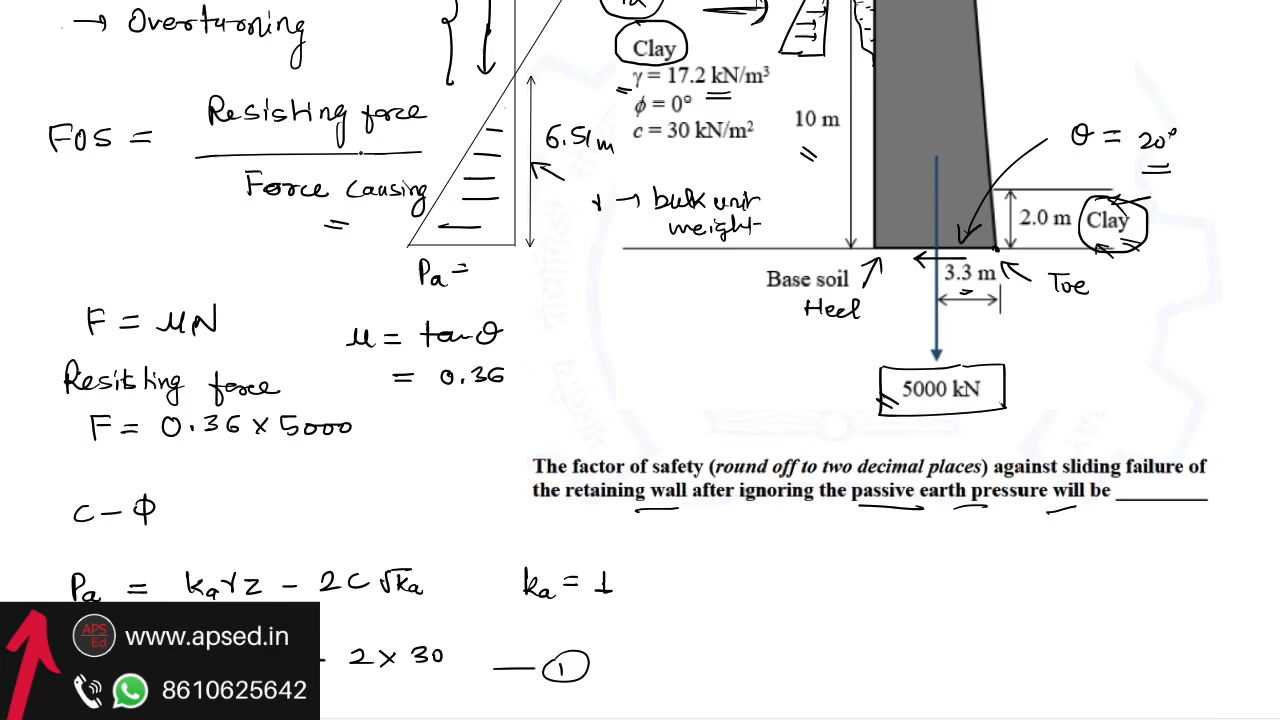 → Overturning
Clay
γ = 17.2 kN/m³
ϕ = 0°
c = 30 kN/m²
10 m
θ = 20°
FOS = Resisting force
Force causing
6.51m
γ → bulk unit
weight
2.0 m Clay
Pa =
Base soil
3.3 m
Toe
Heel
F = μN
μ = tanθ
= 0.36
Resisting force
F = 0.36 × 5000
5000 kN
The factor of safety (round off to two decimal places) against sliding failure of
the retaining wall after ignoring the passive earth pressure will be ________
c – ϕ
Pa = kaγz – 2c √ka
ka = 1
- 2 × 30 — 1
APS
Ed
www.apsed.in
8610625642